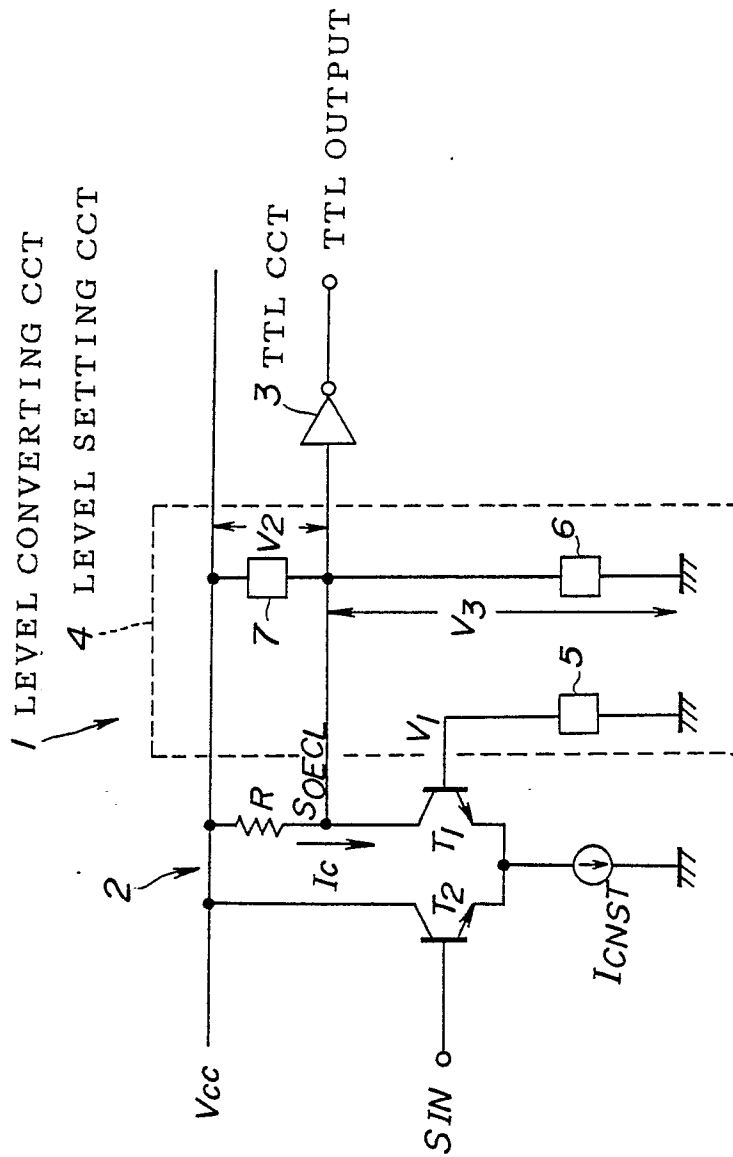 1 LEVEL CONVERTING CCT
4 LEVEL SETTING CCT
2
Vcc
R
SOECL
Ic
7
V2
3 TTL CCT
TTL OUTPUT
V1
V3
5
6
SIN
T2
T1
ICNST